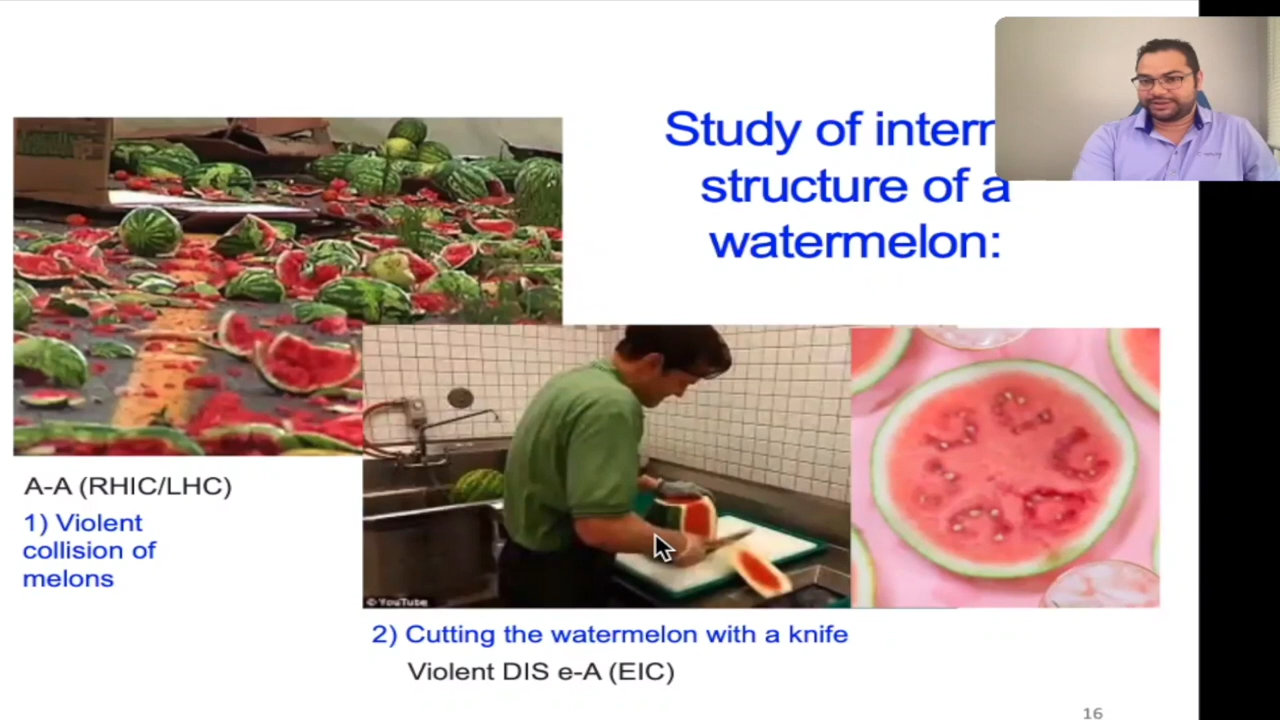 Study of intern
structure of a
watermelon:
A-A (RHIC/LHC)
1) Violent
collision of
melons
© YouTube
2) Cutting the watermelon with a knife
Violent DIS e-A (EIC)
16